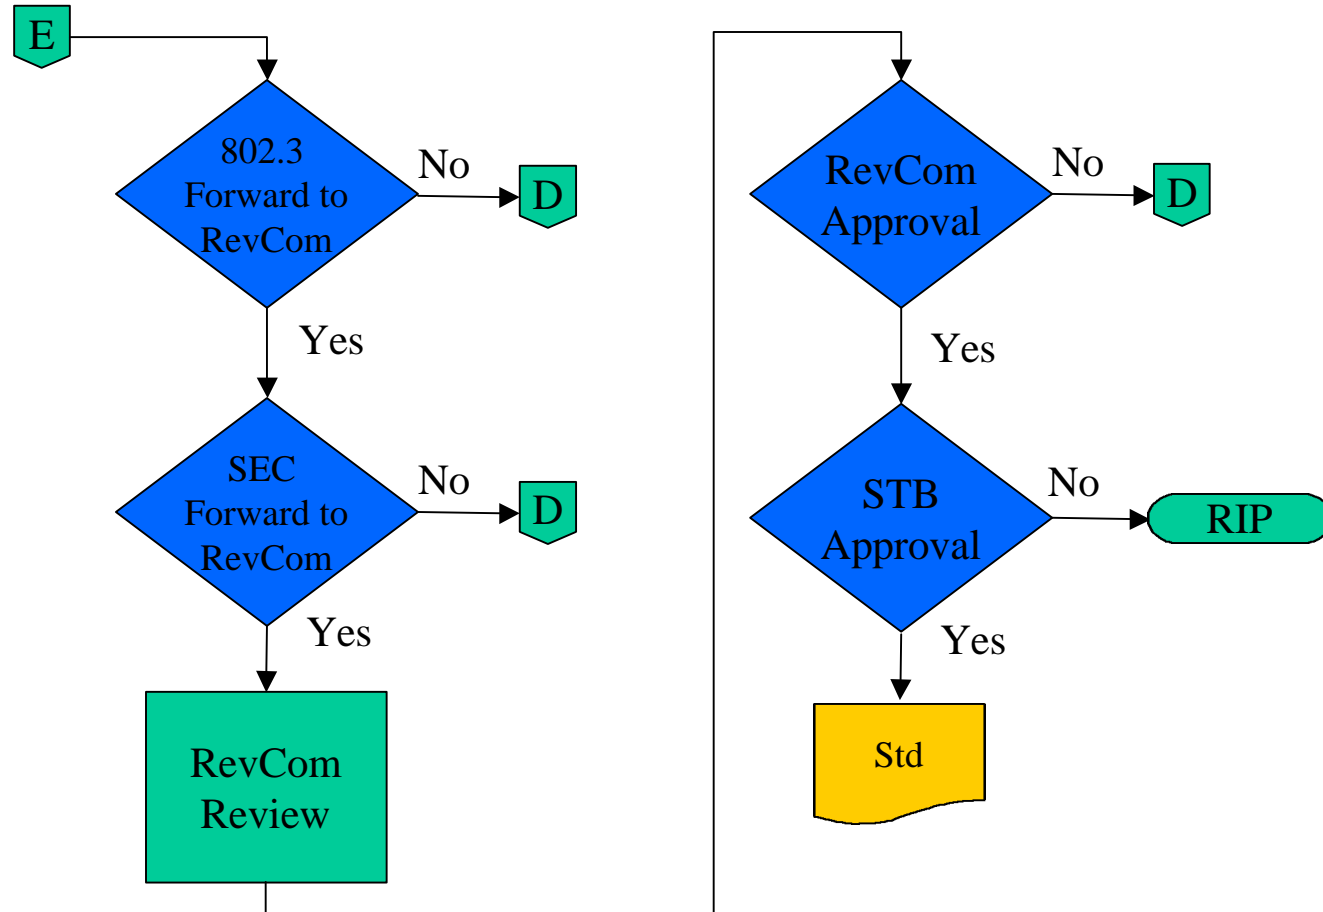 E
802.3
Forward to
RevCom
No
D
Yes
SEC
Forward to
RevCom
No
D
Yes
RevCom
Review
RevCom
Approval
No
D
Yes
STB
Approval
No
RIP
Yes
Std